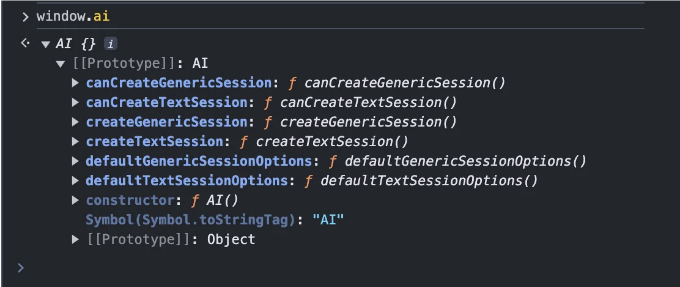 window.ai
AI {} i
[[Prototype]]: AI
canCreateGenericSession: ƒ canCreateGenericSession()
canCreateTextSession: ƒ canCreateTextSession()
createGenericSession: ƒ createGenericSession()
createTextSession: ƒ createTextSession()
defaultGenericSessionOptions: ƒ defaultGenericSessionOptions()
defaultTextSessionOptions: ƒ defaultTextSessionOptions()
constructor: ƒ AI()
Symbol(Symbol.toStringTag): "AI"
[[Prototype]]: Object